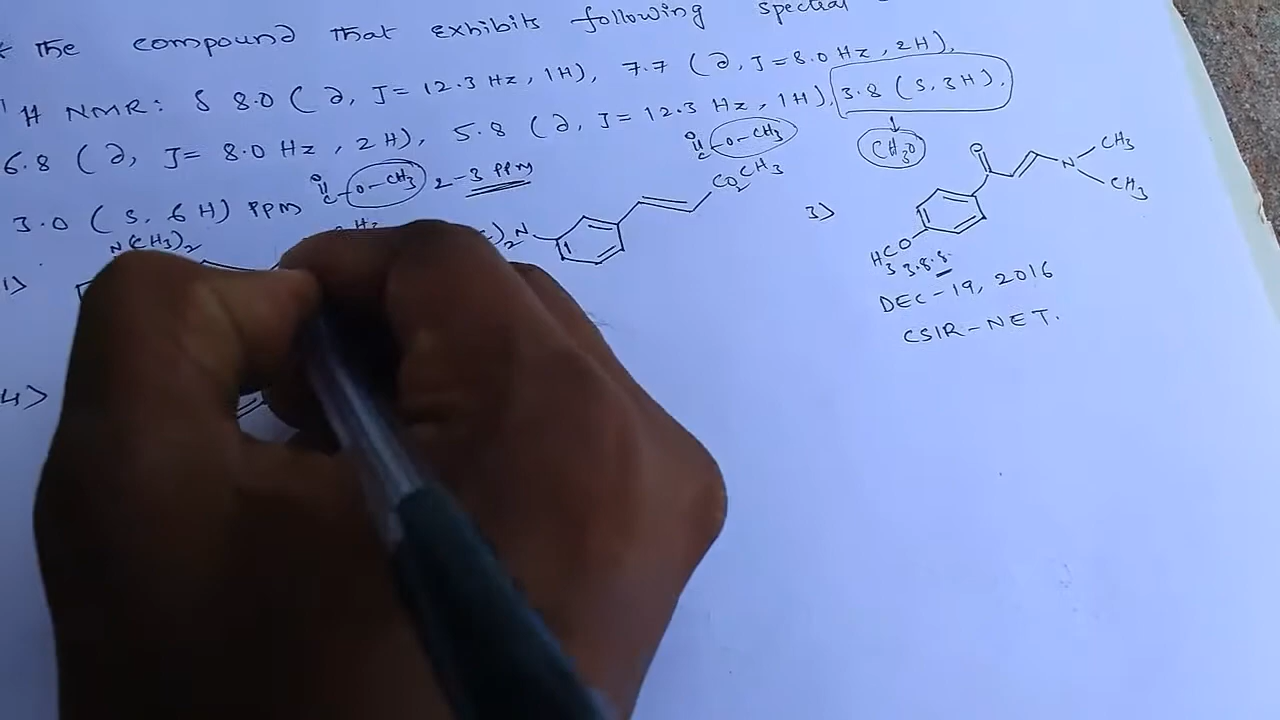 * The compound that exhibits following spectral
¹H NMR: δ 8.0 (d, J= 12.3 Hz, 1H), 7.7 (d, J=8.0 Hz, 2H),
6.8 (d, J= 8.0 Hz, 2H), 5.8 (d, J= 12.3 Hz, 1H), 3.8 (s, 3H),
3.0 (s, 6H) ppm
O
C-O-CH3
2-3 ppm
O
C-O-CH3
CH3O
1>
N(CH3)2
)2N
CO2CH3
3>
O
N
CH3
CH3
H3CO
3.8 s
DEC-19, 2016
CSIR-NET.
4>